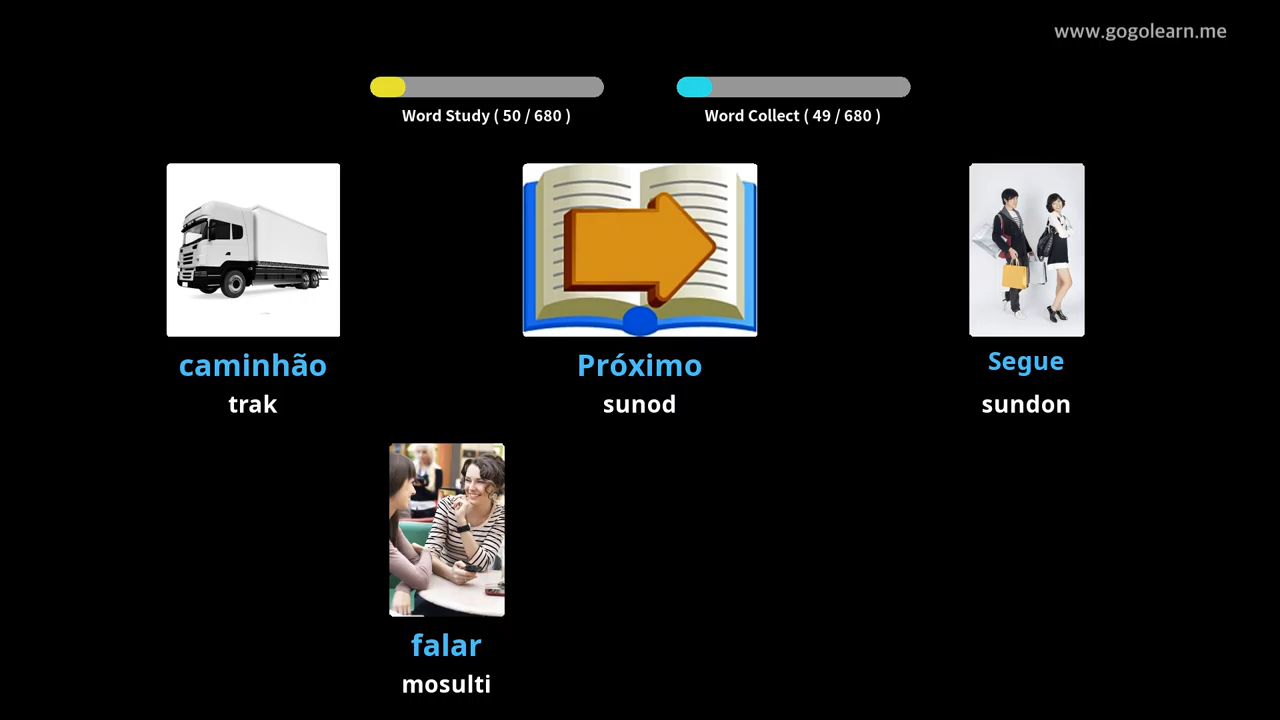 www.gogolearn.me
Word Study ( 50 / 680 )
Word Collect ( 49 / 680 )
caminhão
trak
Próximo
sunod
Segue
sundon
falar
mosulti